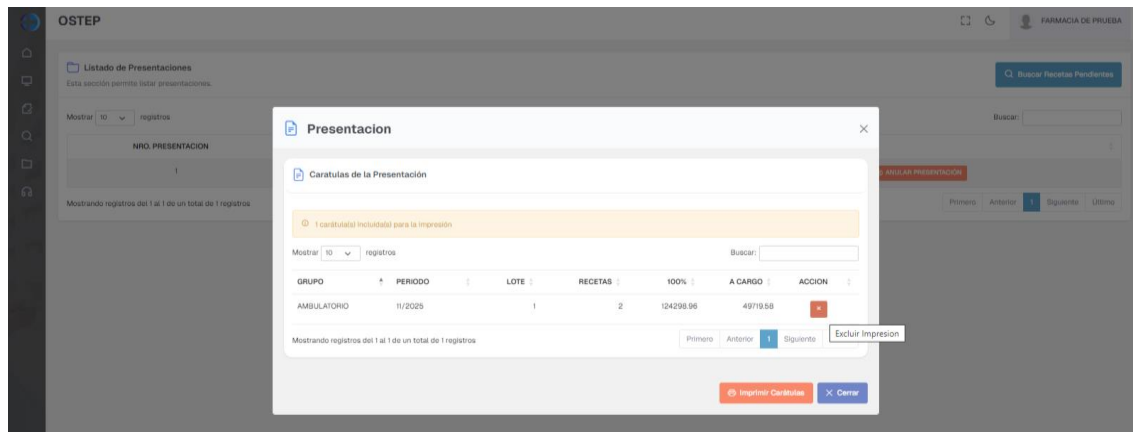 OSTEP
FARMACIA DE PRUEBA
Listado de Presentaciones
Esta sección permite listar presentaciones.
Buscar Recetas Pendientes
Mostrar 10 registros
Buscar:
NRO. PRESENTACION
1
ANULAR PRESENTACIÓN
Mostrando registros del 1 al 1 de un total de 1 registros
Primero Anterior 1 Siguiente Último
Presentacion
Caratulas de la Presentación
1 carátula(s) incluida(s) para la impresión
Mostrar 10 registros
Buscar:
GRUPO PERIODO LOTE RECETAS 100% A CARGO ACCION
AMBULATORIO 11/2025 1 2 124298.96 49719.58
Excluir Impresion
Mostrando registros del 1 al 1 de un total de 1 registros
Primero Anterior 1 Siguiente
Imprimir Carátulas Cerrar